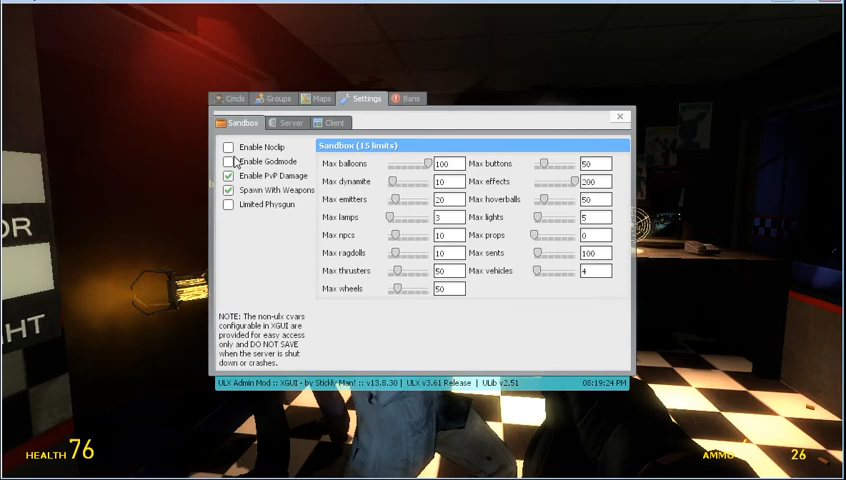 Cmds Groups Maps Settings Bans
Sandbox Server Client
Enable Noclip
Enable Godmode
Enable PvP Damage
Spawn With Weapons
Limited Physgun
NOTE: The non-ulx cvars
configurable in XGUI are
provided for easy access
only and DO NOT SAVE
when the server is shut
down or crashes.
Sandbox (15 limits)
Max balloons 100 Max buttons 50
Max dynamite 10 Max effects 200
Max emitters 20 Max hoverballs 50
Max lamps 3 Max lights 5
Max npcs 10 Max props 0
Max ragdolls 10 Max sents 100
Max thrusters 50 Max vehicles 4
Max wheels 50
ULX Admin Mod :: XGUI - by Stickly Man! :: v13.8.30 | ULX v3.61 Release | ULib v2.51 08:19:24 PM
OR
HT
HEALTH 76
AMMO 26